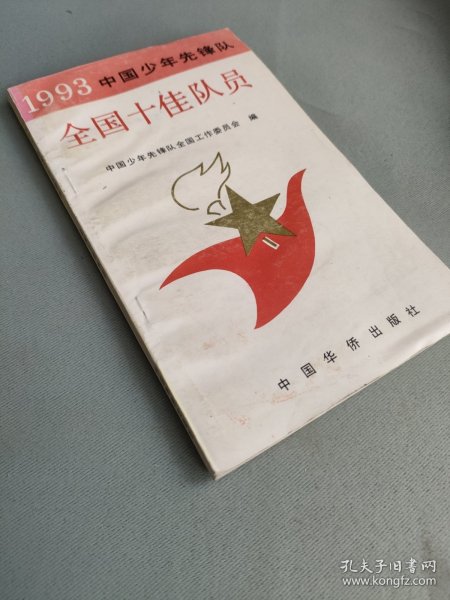 1993 中国少年先锋队
全国十佳队员
中国少年先锋队全国工作委员会 编
中国华侨出版社
孔夫子旧书网
www.kongfz.com